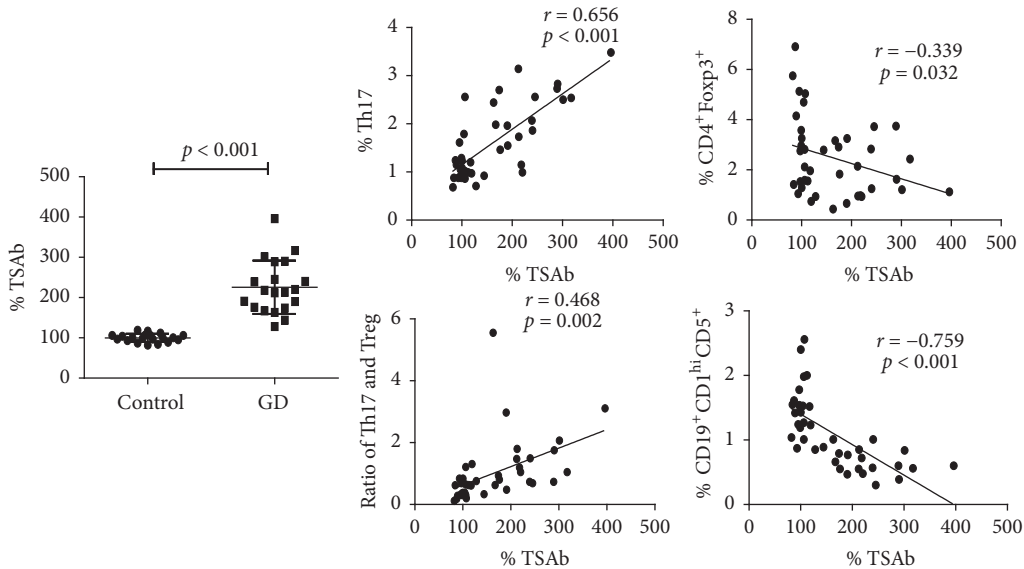 p < 0.001
500
400
300
200
100
0
% TSAb
Control
GD
r = 0.656
p < 0.001
4
3
2
1
0
% Th17
0
100
200
300
400
500
% TSAb
r = −0.339
p = 0.032
8
6
4
2
0
% CD4⁺Foxp3⁺
0
100
200
300
400
500
% TSAb
r = 0.468
p = 0.002
6
4
2
0
Ratio of Th17 and Treg
0
100
200
300
400
500
% TSAb
r = −0.759
p < 0.001
3
2
1
0
% CD19⁺CD1ʰⁱCD5⁺
0
100
200
300
400
500
% TSAb